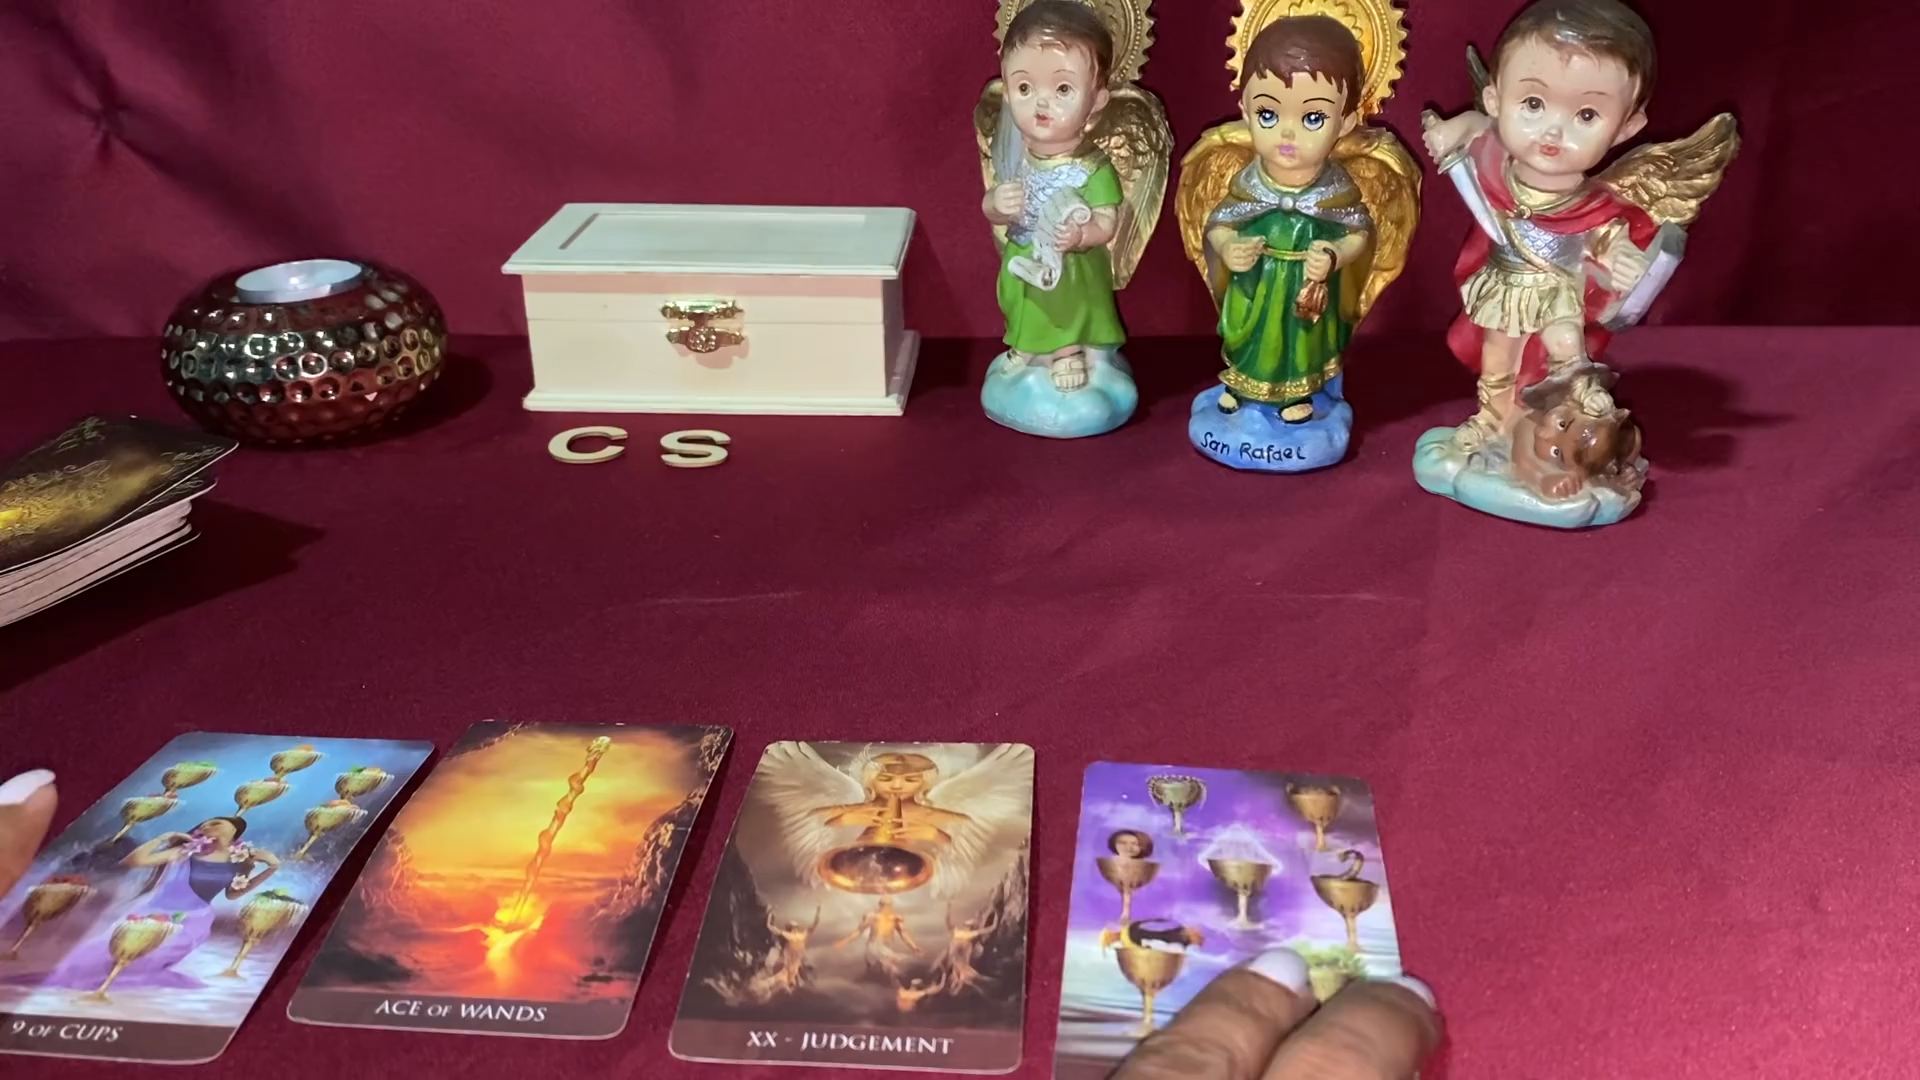 C S
San Rafael
9 OF CUPS
ACE OF WANDS
XX - JUDGEMENT